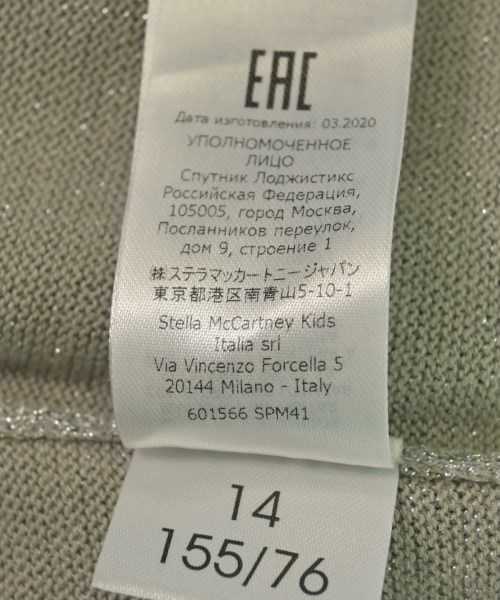 EAC
Дата изготовления: 03.2020
УПОЛНОМОЧЕННОЕ
ЛИЦО
Спутник Лоджистикс
Российская Федерация,
105005, город Москва,
Посланников переулок,
дом 9, строение 1
㈱ステラマッカートニージャパン
東京都港区南青山5-10-1
Stella McCartney Kids
Italia srl
Via Vincenzo Forcella 5
20144 Milano - Italy
601566 SPM41
14
155/76